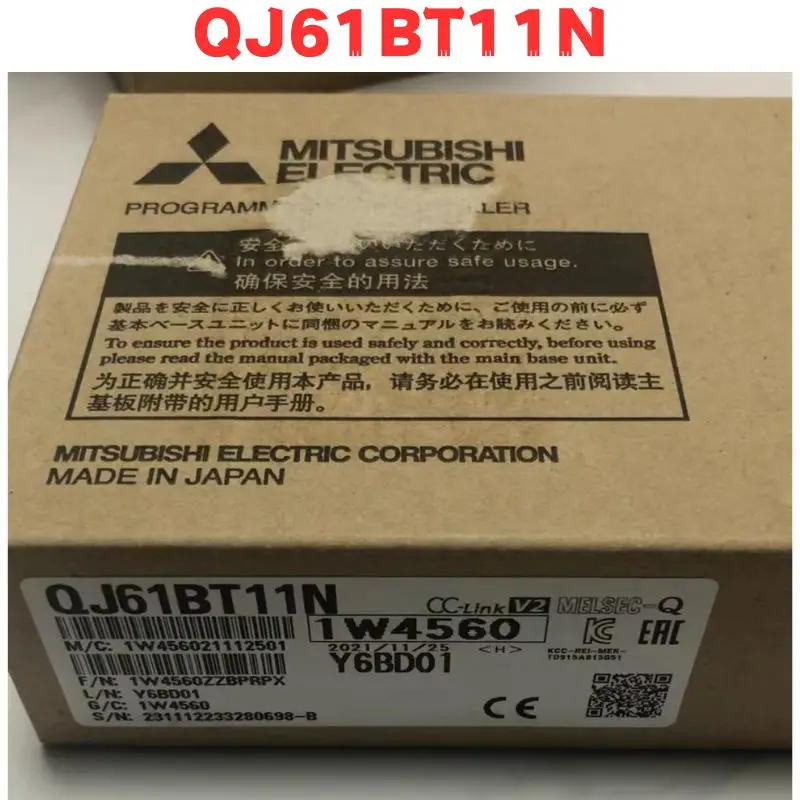 QJ61BT11N
MITSUBISHI
ELECTRIC
安全 いいただくために
In order to assure safe usage.
确保安全的用法
製品を安全に正しくお使いいただくために、ご使用の前に必ず
基本ベースユニットに同梱のマニュアルをお読みください。
To ensure the product is used safely and correctly, before using
please read the manual packaged with the main base unit.
为正确并安全使用本产品，请务必在使用之前阅读主
基板附带的用户手册。
MITSUBISHI ELECTRIC CORPORATION
MADE IN JAPAN
QJ61BT11N CC-Link V2 MELSEC-Q
1W4560
M/C: 1W456021112501 2021/11/25 <H>
Y6BD01
F/N: 1W4560ZZBPRPX
L/N: Y6BD01
G/C: 1W4560
S/N: 231112233280698-B
CE
KC EAC
KCC-REI-MEK-
TD915A815G51